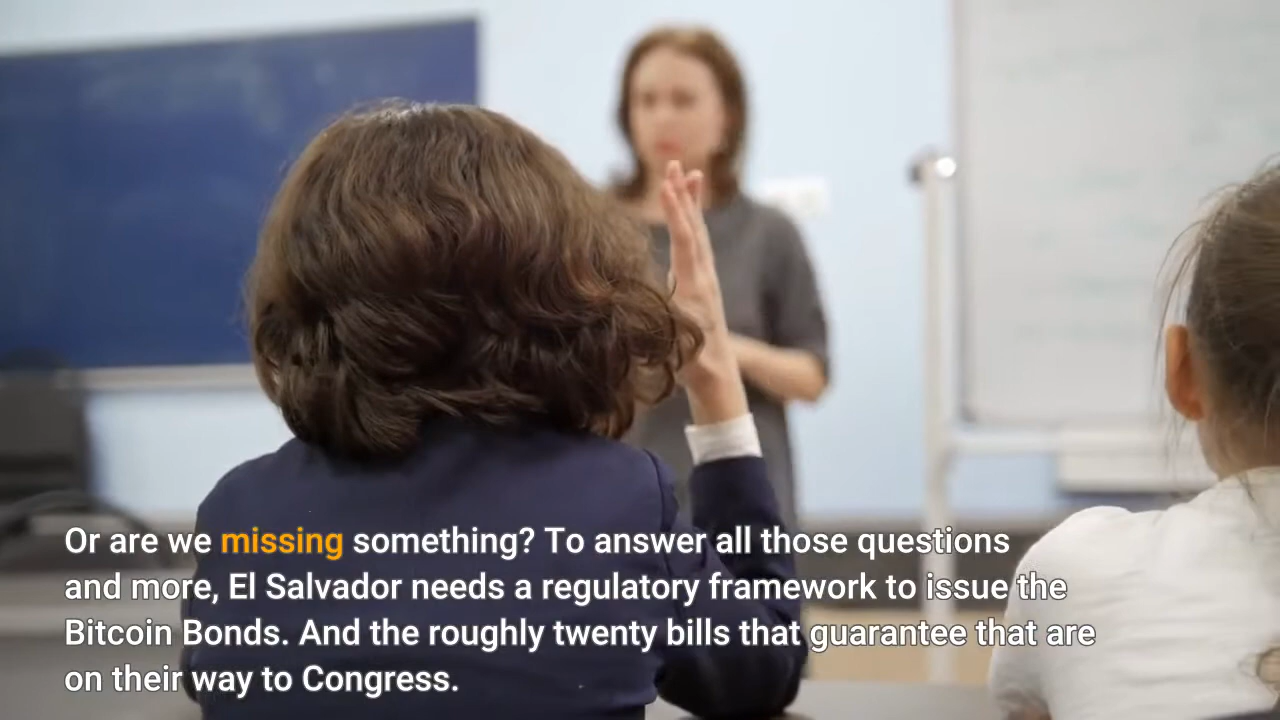 Or are we missing something? To answer all those questions
and more, El Salvador needs a regulatory framework to issue the
Bitcoin Bonds. And the roughly twenty bills that guarantee that are
on their way to Congress.